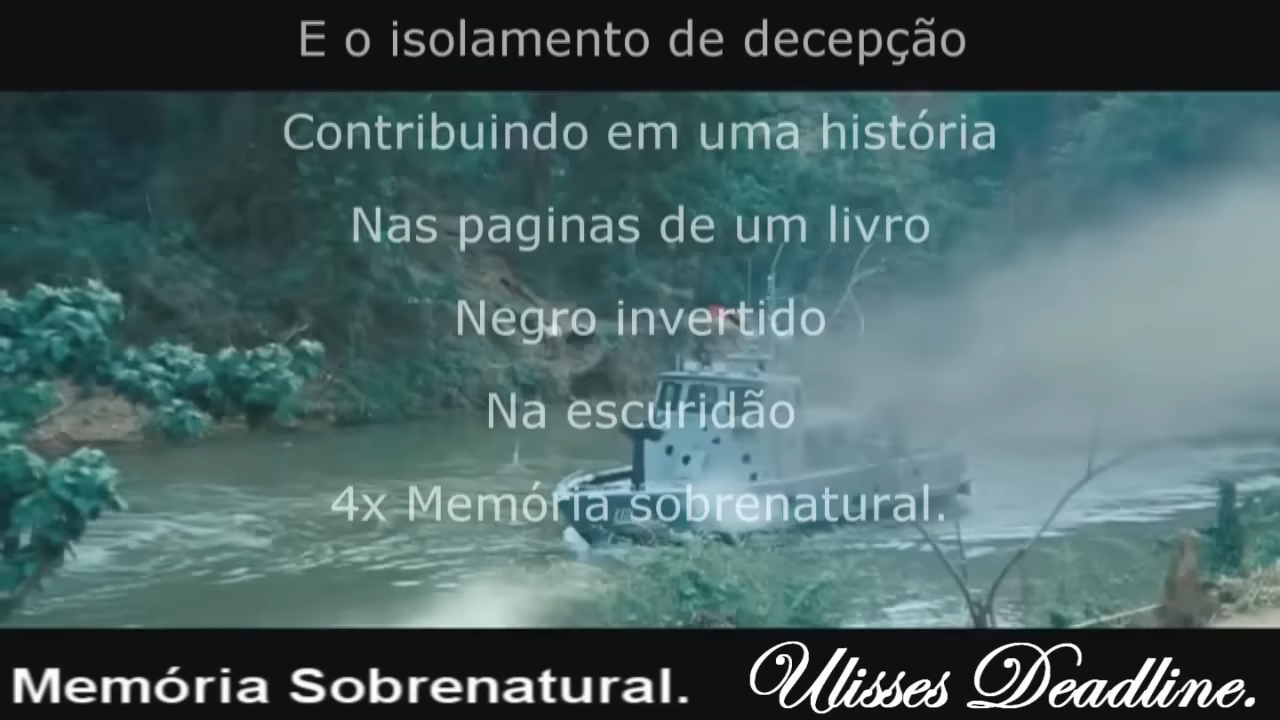 E o isolamento de decepção
Contribuindo em uma história
Nas paginas de um livro
Negro invertido
Na escuridão
4x Memória sobrenatural.
Memória Sobrenatural.
Ulisses Deadline.